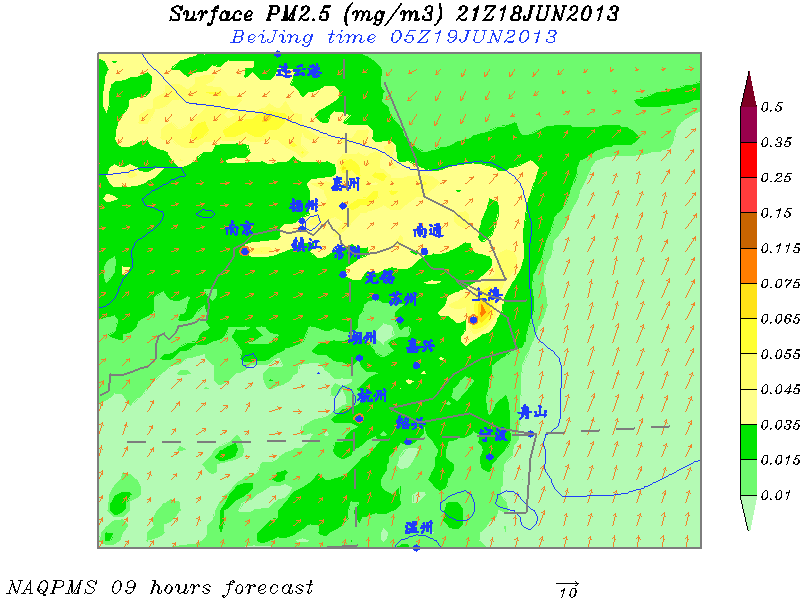 Surface PM2.5 (mg/m3) 21Z18JUN2013
BeiJing time 05Z19JUN2013
连云港
0.5
0.35
0.25
泰州
0.15
扬州
南京
南通
镇江
常州
0.115
无锡
0.075
苏州
上海
0.065
湖州
嘉兴
0.055
0.045
杭州
舟山
绍兴
0.035
宁波
0.015
0.01
温州
NAQPMS 09 hours forecast
10